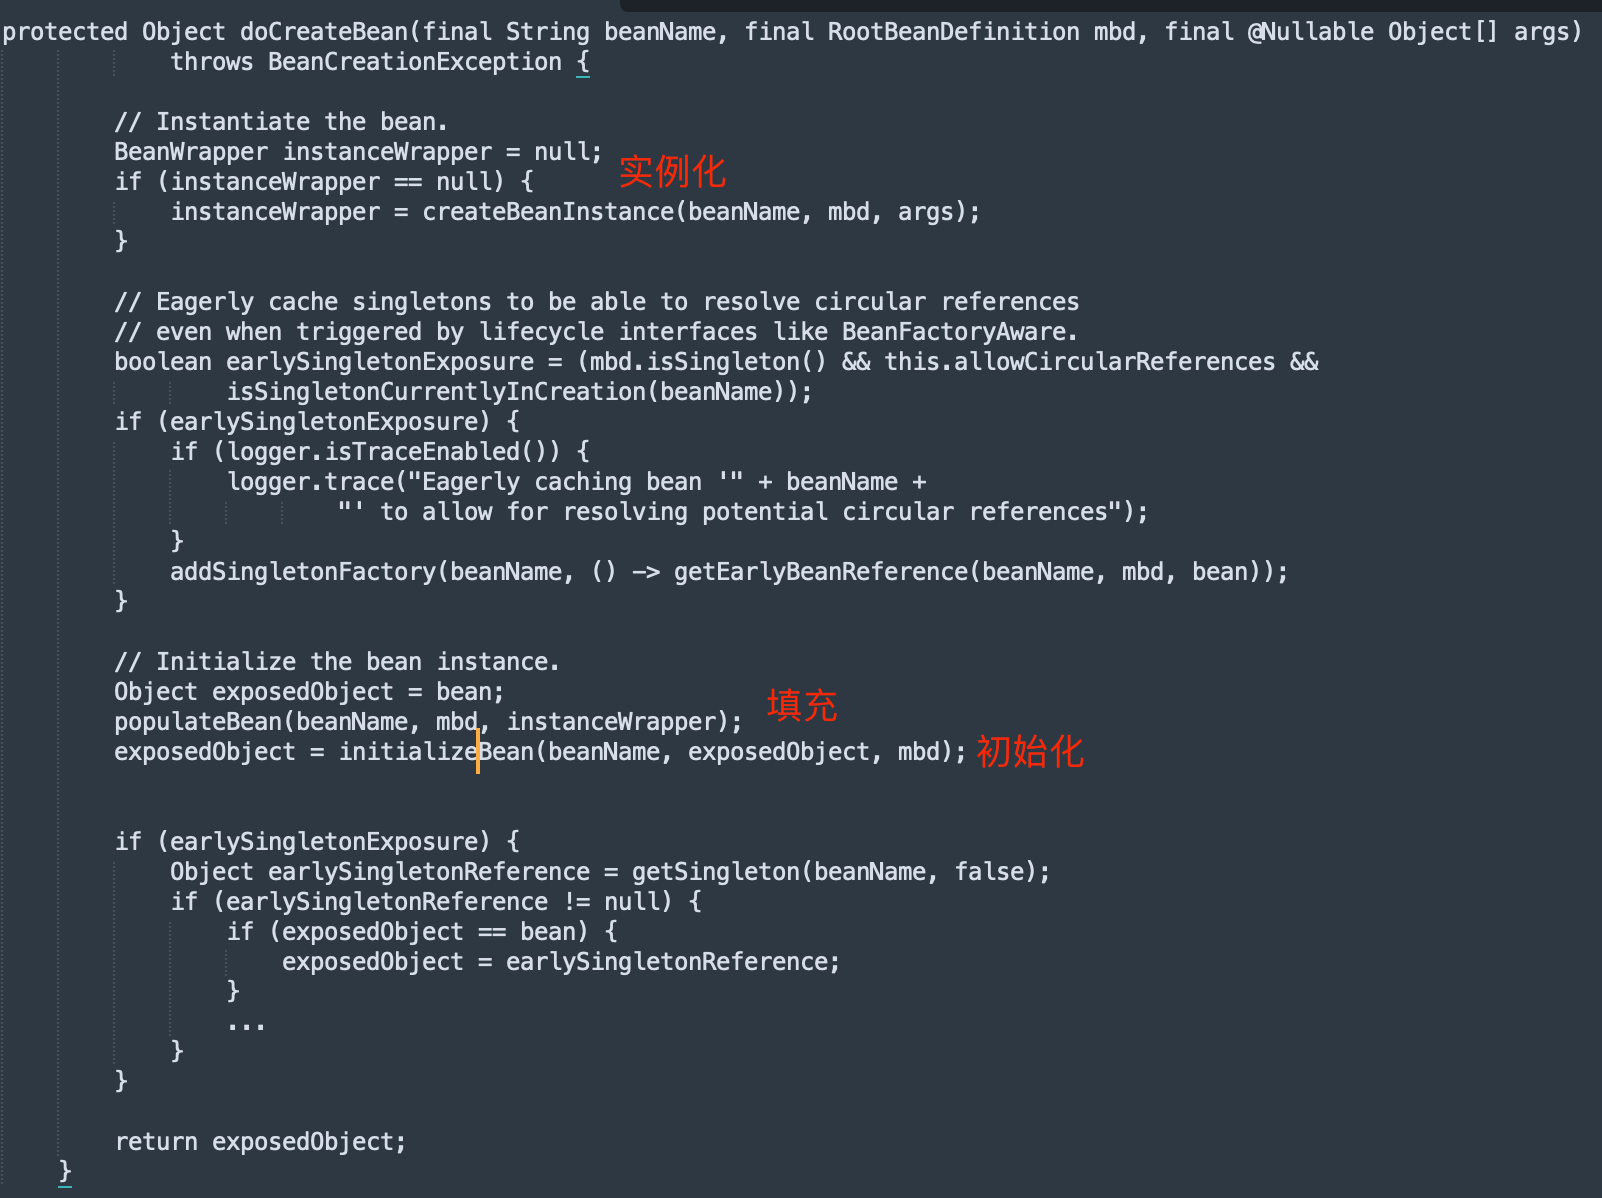 protected Object doCreateBean(final String beanName, final RootBeanDefinition mbd, final @Nullable Object[] args)
throws BeanCreationException {
// Instantiate the bean.
BeanWrapper instanceWrapper = null;
实例化
if (instanceWrapper == null) {
instanceWrapper = createBeanInstance(beanName, mbd, args);
}
// Eagerly cache singletons to be able to resolve circular references
// even when triggered by lifecycle interfaces like BeanFactoryAware.
boolean earlySingletonExposure = (mbd.isSingleton() && this.allowCircularReferences &&
isSingletonCurrentlyInCreation(beanName));
if (earlySingletonExposure) {
if (logger.isTraceEnabled()) {
logger.trace("Eagerly caching bean '" + beanName +
"' to allow for resolving potential circular references");
}
addSingletonFactory(beanName, () -> getEarlyBeanReference(beanName, mbd, bean));
}
// Initialize the bean instance.
Object exposedObject = bean;
populateBean(beanName, mbd, instanceWrapper); 填充
exposedObject = initializeBean(beanName, exposedObject, mbd); 初始化
if (earlySingletonExposure) {
Object earlySingletonReference = getSingleton(beanName, false);
if (earlySingletonReference != null) {
if (exposedObject == bean) {
exposedObject = earlySingletonReference;
}
...
}
}
return exposedObject;
}